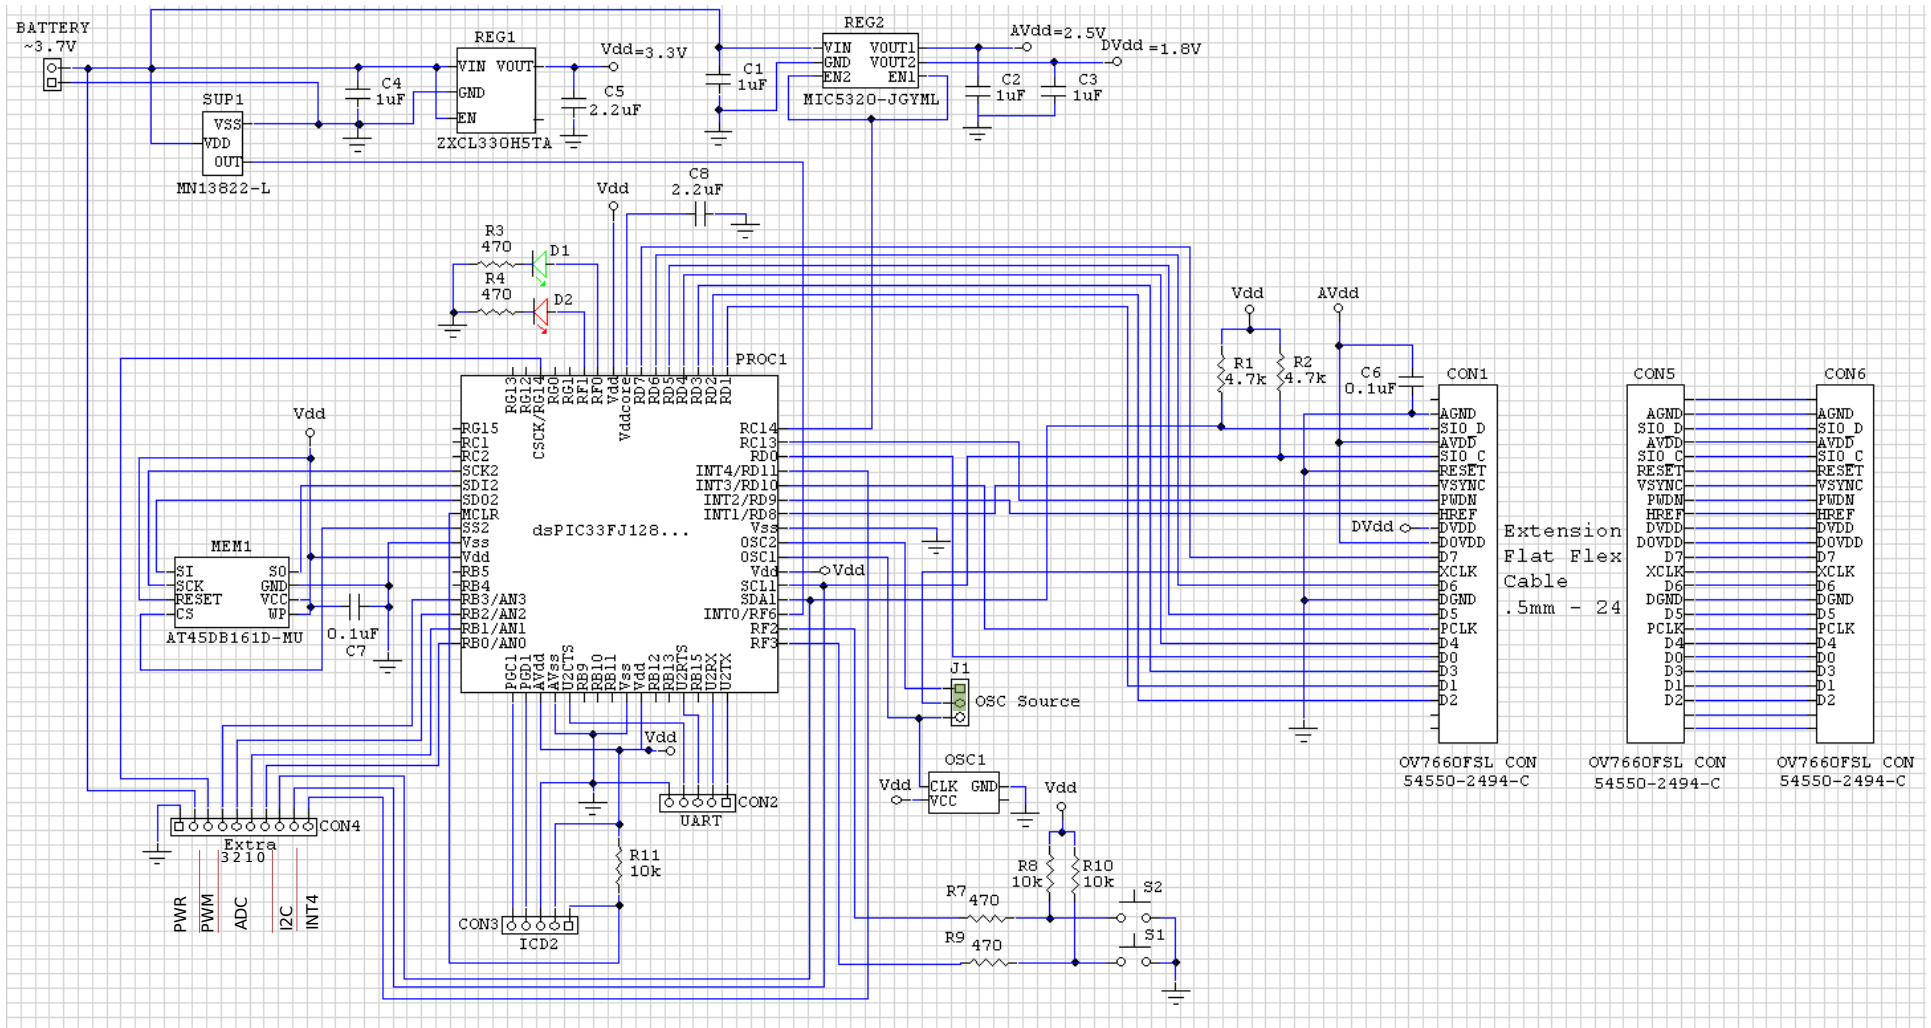 BATTERY
~3.7V
REG1
VIN VOUT
GND
EN
ZXCL330H5TA
Vdd=3.3V
C4
1uF
C5
2.2uF
SUP1
VSS
VDD
OUT
MN13822-L
REG2
VIN VOUT1
GND VOUT2
EN2 EN1
MIC5320-JGYML
AVdd=2.5V
DVdd=1.8V
C1
1uF
C2
1uF
C3
1uF
C8
2.2uF
Vdd
R3
470
D1
R4
470
D2
PROC1
RG13
RG12
CSCK/RG14
RG0
RG1
RF1
RF0
Vdd
Vddcore
RD7
RD6
RD5
RD4
RD3
RD2
RD1
RG15
RC1
RC2
SCK2
SDI2
SDO2
MCLR
SS2
Vss
Vdd
RB5
RB4
RB3/AN3
RB2/AN2
RB1/AN1
RB0/AN0
dsPIC33FJ128...
RC14
RC13
RD0
INT4/RD11
INT3/RD10
INT2/RD9
INT1/RD8
Vss
OSC2
OSC1
Vdd
SCL1
SDA1
INT0/RF6
RF2
RF3
PGC1
PGD1
AVdd
AVss
U2CTS
RB9
RB10
RB11
Vss
Vdd
RB12
RB13
U2RTS
RB15
U2RX
U2TX
Vdd
Vdd
MEM1
SI SO
SCK GND
RESET VCC
CS WP
AT45DB161D-MU
0.1uF
C7
Vdd
CON2
UART
CON4
Extra
3210
PWR
PWM
ADC
I2C
INT4
R11
10k
CON3
ICD2
J1
OSC Source
OSC1
CLK GND
VCC
Vdd
Vdd
R8
10k
R10
10k
R7
470
R9
470
S2
S1
Vdd
AVdd
R1
4.7k
R2
4.7k
C6
0.1uF
DVdd
CON1
AGND
SIO_D
AVDD
SIO_C
RESET
VSYNC
PWDN
HREF
DVDD
DOVDD
D7
XCLK
D6
DGND
D5
PCLK
D4
D0
D3
D1
D2
OV7660FSL CON
54550-2494-C
Extension
Flat Flex
Cable
.5mm - 24
CON5
AGND
SIO_D
AVDD
SIO_C
RESET
VSYNC
PWDN
HREF
DVDD
DOVDD
D7
XCLK
D6
DGND
D5
PCLK
D4
D0
D3
D1
D2
OV7660FSL CON
54550-2494-C
CON6
AGND
SIO_D
AVDD
SIO_C
RESET
VSYNC
PWDN
HREF
DVDD
DOVDD
D7
XCLK
D6
DGND
D5
PCLK
D4
D0
D3
D1
D2
OV7660FSL CON
54550-2494-C